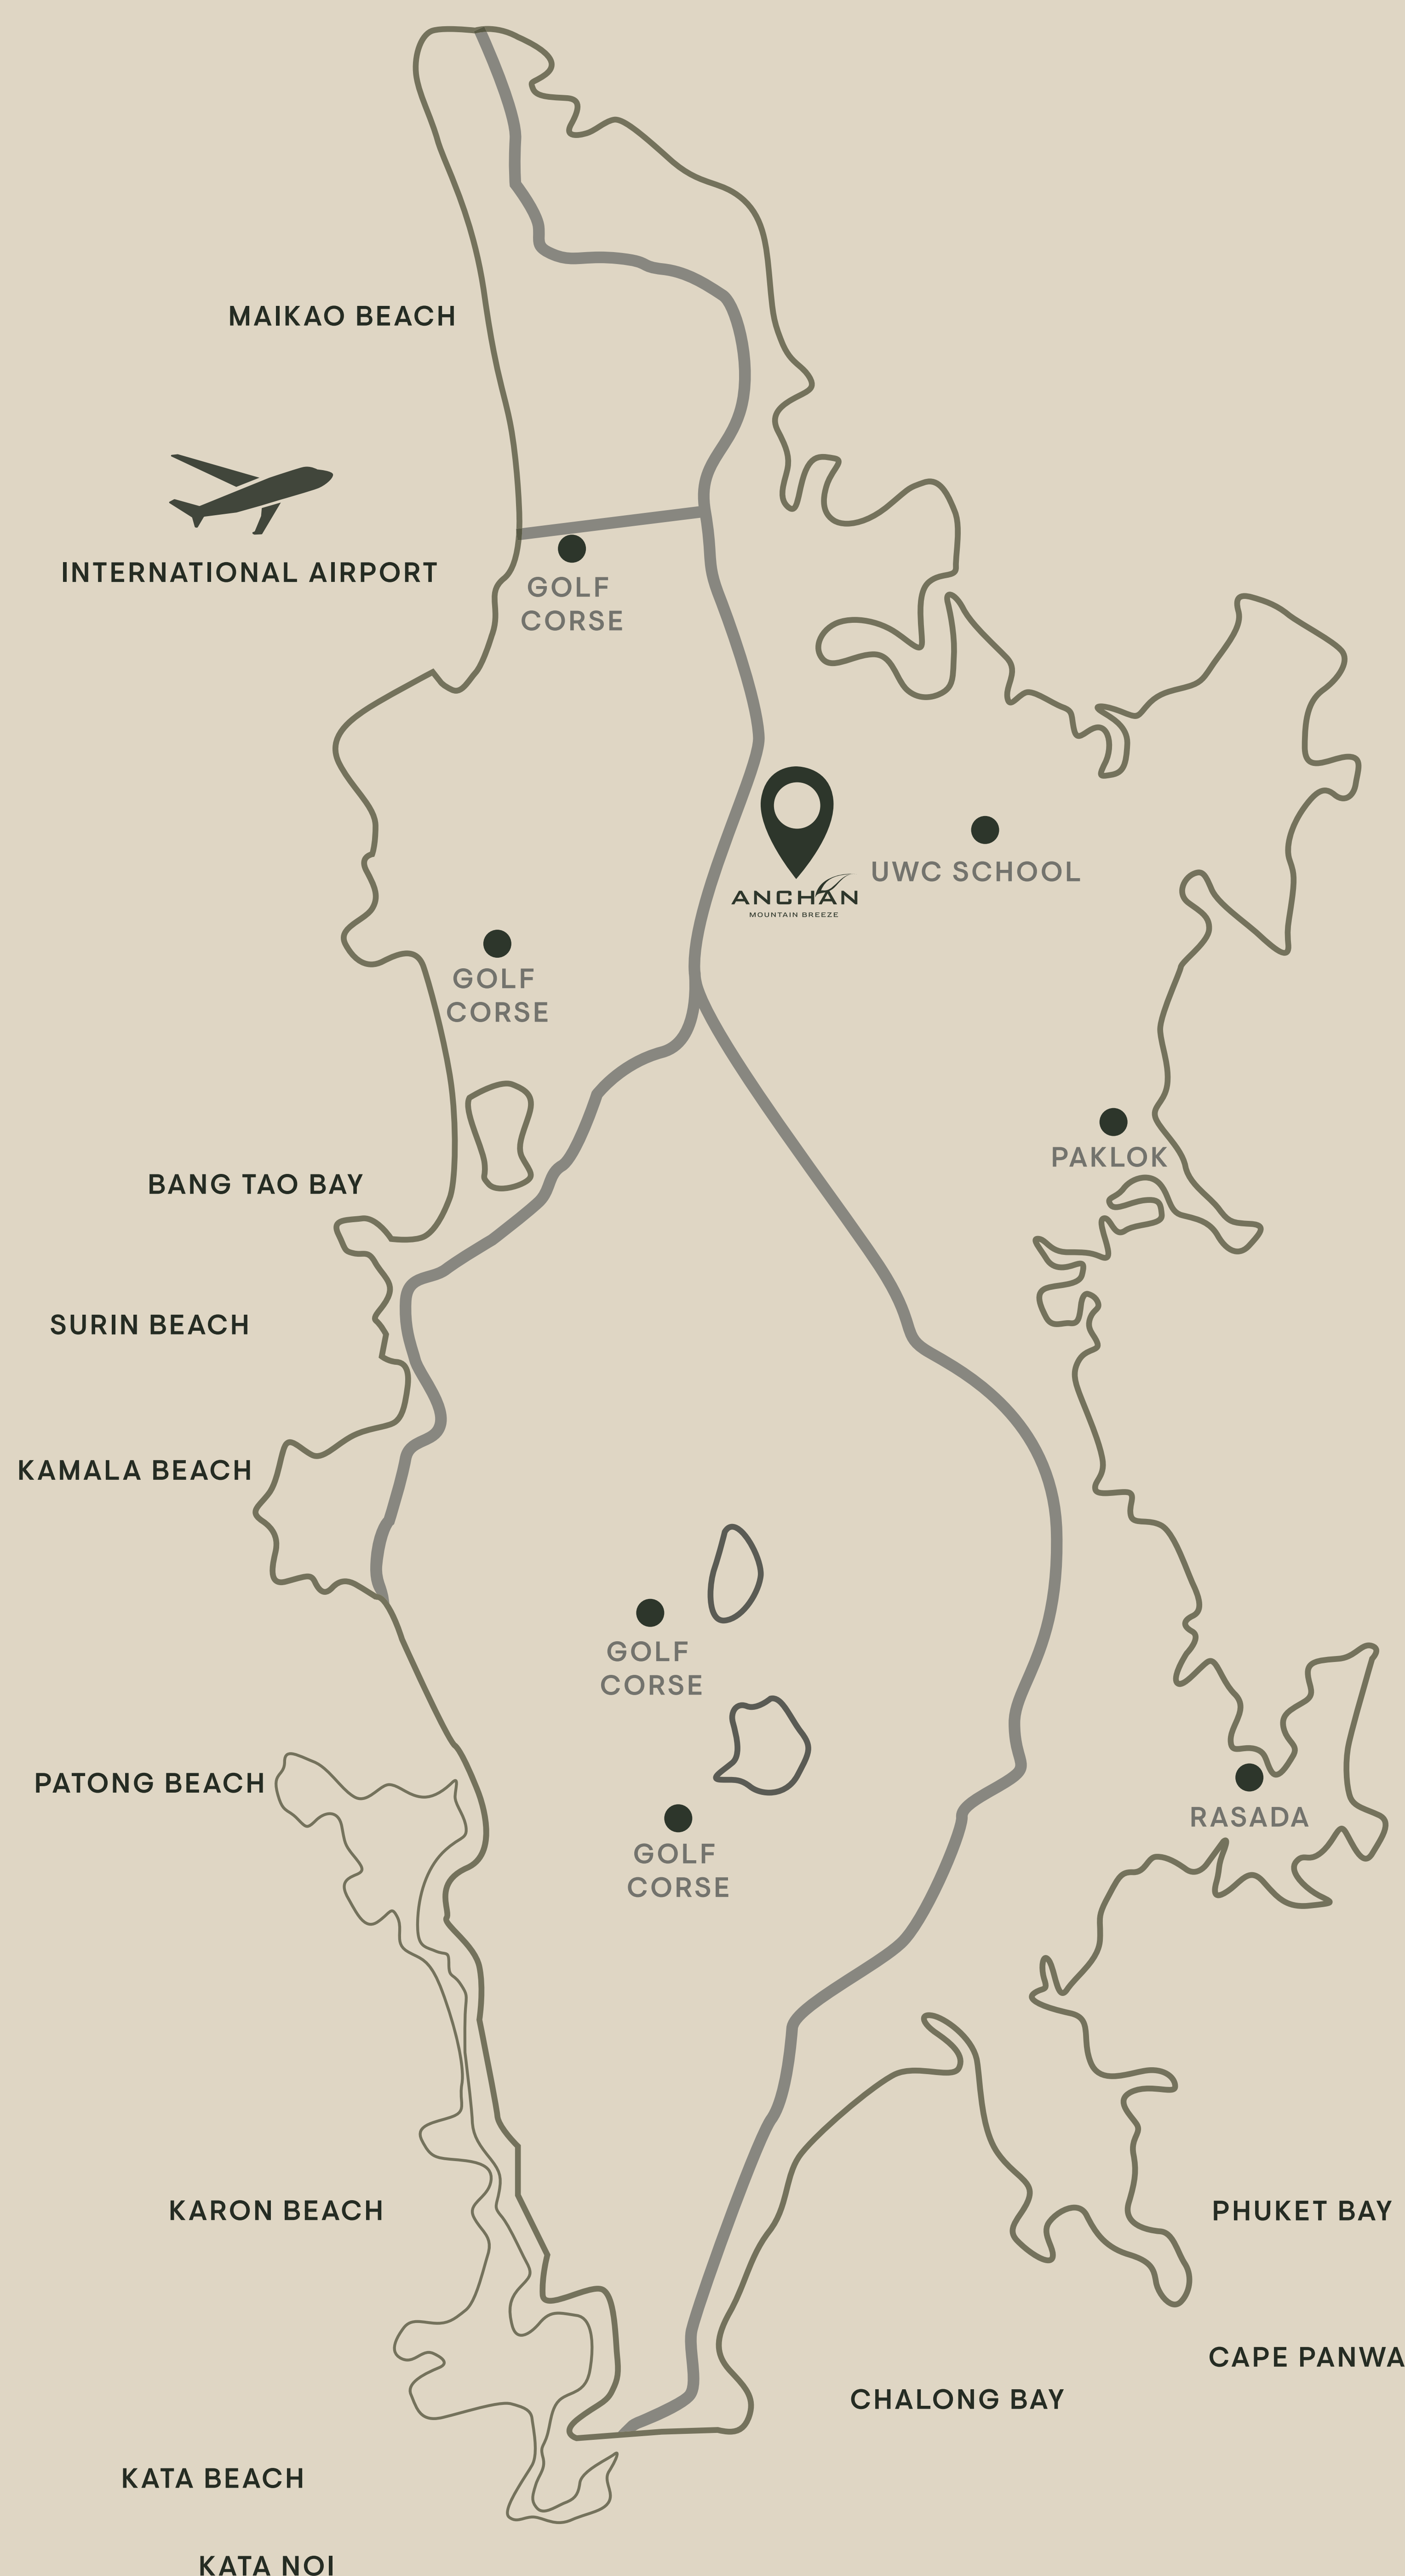 MAIKAO BEACH
INTERNATIONAL AIRPORT
GOLF
CORSE
UWC SCHOOL
ANCHAN
MOUNTAIN BREEZE
GOLF
CORSE
PAKLOK
BANG TAO BAY
SURIN BEACH
KAMALA BEACH
GOLF
CORSE
PATONG BEACH
RASADA
GOLF
CORSE
KARON BEACH
PHUKET BAY
CAPE PANWA
CHALONG BAY
KATA BEACH
KATA NOI